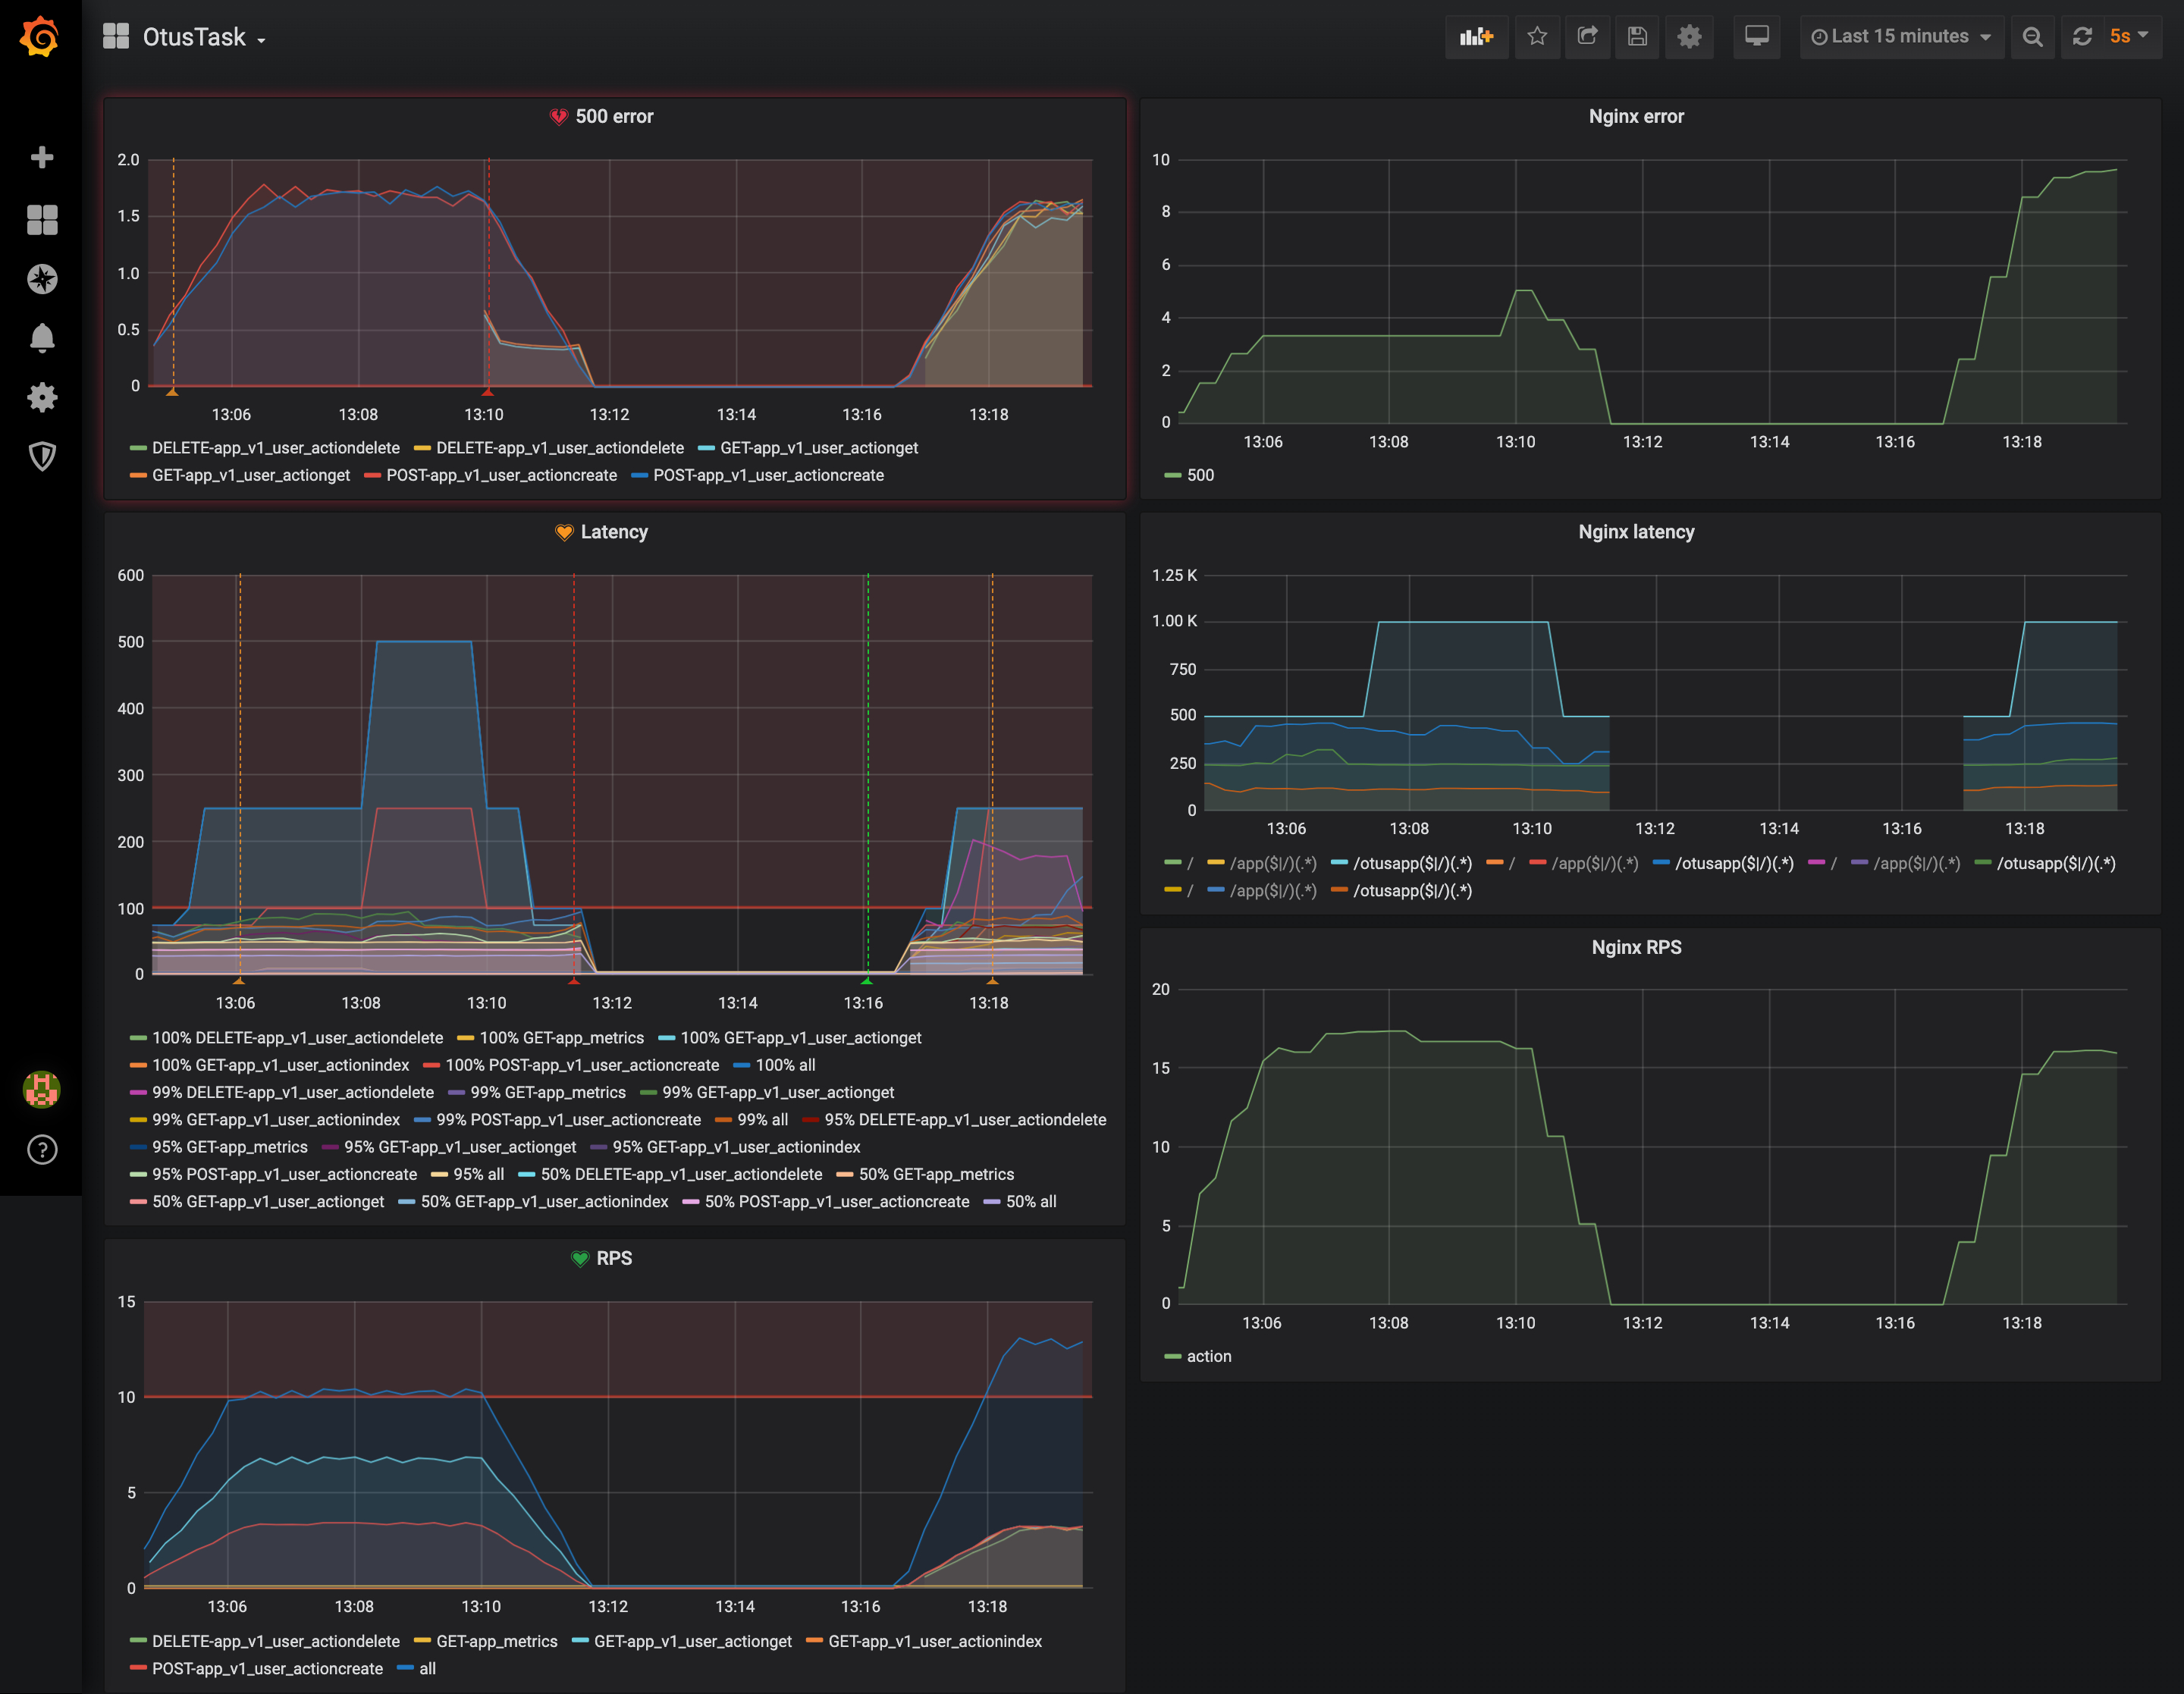 OtusTask
Last 15 minutes
5s
500 error
2.0
1.5
1.0
0.5
0
13:06 13:08 13:10 13:12 13:14 13:16 13:18
DELETE-app_v1_user_actiondelete DELETE-app_v1_user_actiondelete GET-app_v1_user_actionget
GET-app_v1_user_actionget POST-app_v1_user_actioncreate POST-app_v1_user_actioncreate
Nginx error
10
8
6
4
2
0
13:06 13:08 13:10 13:12 13:14 13:16 13:18
500
Latency
600
500
400
300
200
100
0
13:06 13:08 13:10 13:12 13:14 13:16 13:18
100% DELETE-app_v1_user_actiondelete 100% GET-app_metrics 100% GET-app_v1_user_actionget
100% GET-app_v1_user_actionindex 100% POST-app_v1_user_actioncreate 100% all
99% DELETE-app_v1_user_actiondelete 99% GET-app_metrics 99% GET-app_v1_user_actionget
99% GET-app_v1_user_actionindex 99% POST-app_v1_user_actioncreate 99% all 95% DELETE-app_v1_user_actiondelete
95% GET-app_metrics 95% GET-app_v1_user_actionget 95% GET-app_v1_user_actionindex
95% POST-app_v1_user_actioncreate 95% all 50% DELETE-app_v1_user_actiondelete 50% GET-app_metrics
50% GET-app_v1_user_actionget 50% GET-app_v1_user_actionindex 50% POST-app_v1_user_actioncreate 50% all
Nginx latency
1.25 K
1.00 K
750
500
250
0
13:06 13:08 13:10 13:12 13:14 13:16 13:18
/ /app($|/)(.*) /otusapp($|/)(.*) / /app($|/)(.*) /otusapp($|/)(.*) / /app($|/)(.*) /otusapp($|/)(.*)
/ /app($|/)(.*) /otusapp($|/)(.*)
Nginx RPS
20
15
10
5
0
13:06 13:08 13:10 13:12 13:14 13:16 13:18
action
RPS
15
10
5
0
13:06 13:08 13:10 13:12 13:14 13:16 13:18
DELETE-app_v1_user_actiondelete GET-app_metrics GET-app_v1_user_actionget GET-app_v1_user_actionindex
POST-app_v1_user_actioncreate all